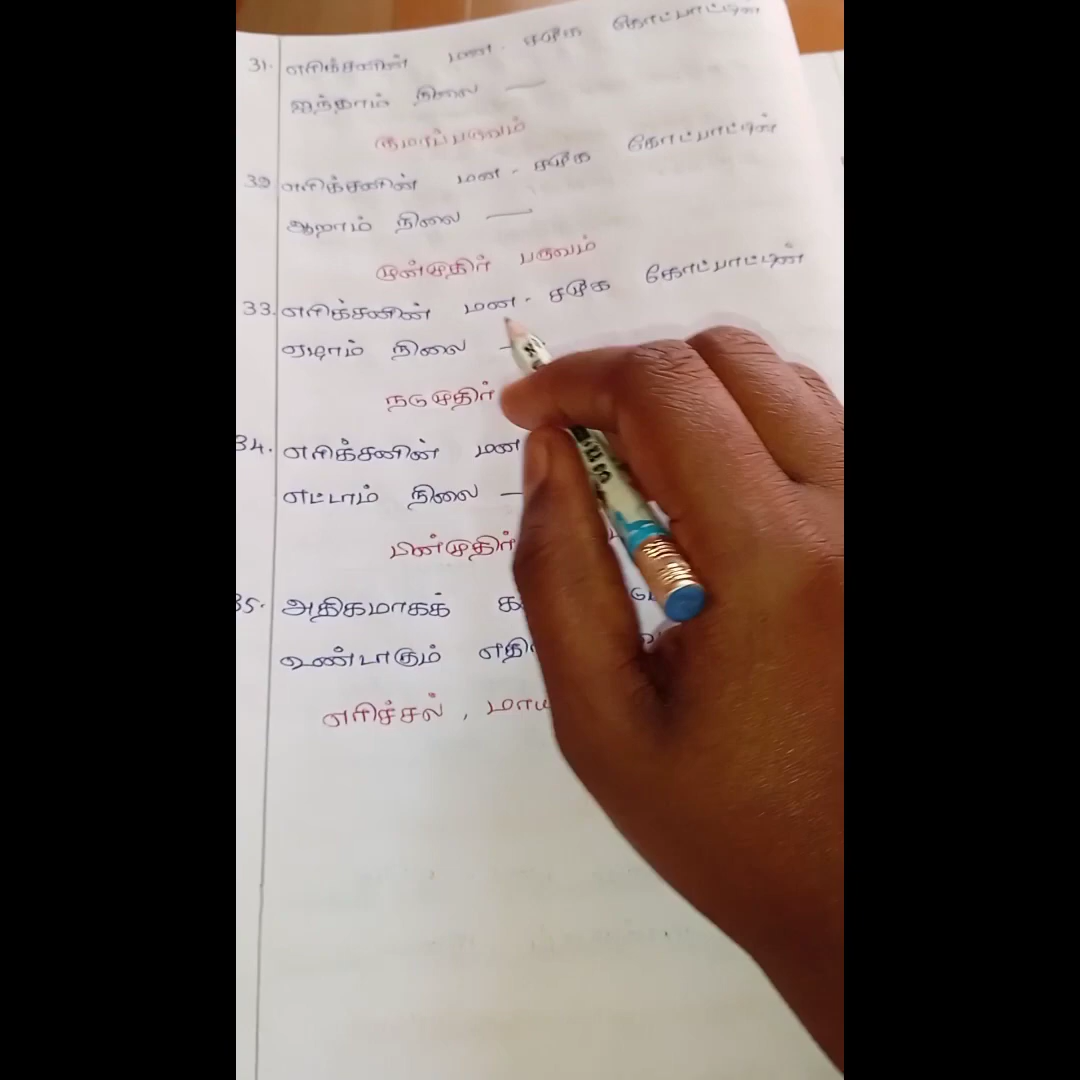 31. எரிக்சனின் மன - சமூக கோட்பாட்டின்
ஐந்தாம் நிலை —
குமரப்பருவம்
32 எரிக்சனின் மன - சமூக கோட்பாட்டின்
ஆறாம் நிலை —
முன்முதிர் பருவம்
33. எரிக்சனின் மன - சமூக கோட்பாட்டின்
ஏழாம் நிலை —
நடுமுதிர்
34. எரிக்சனின் மன
எட்டாம் நிலை —
பின்முதிர்
35. அதிகமாகக்
உண்டாகும்
எரிச்சல் ,